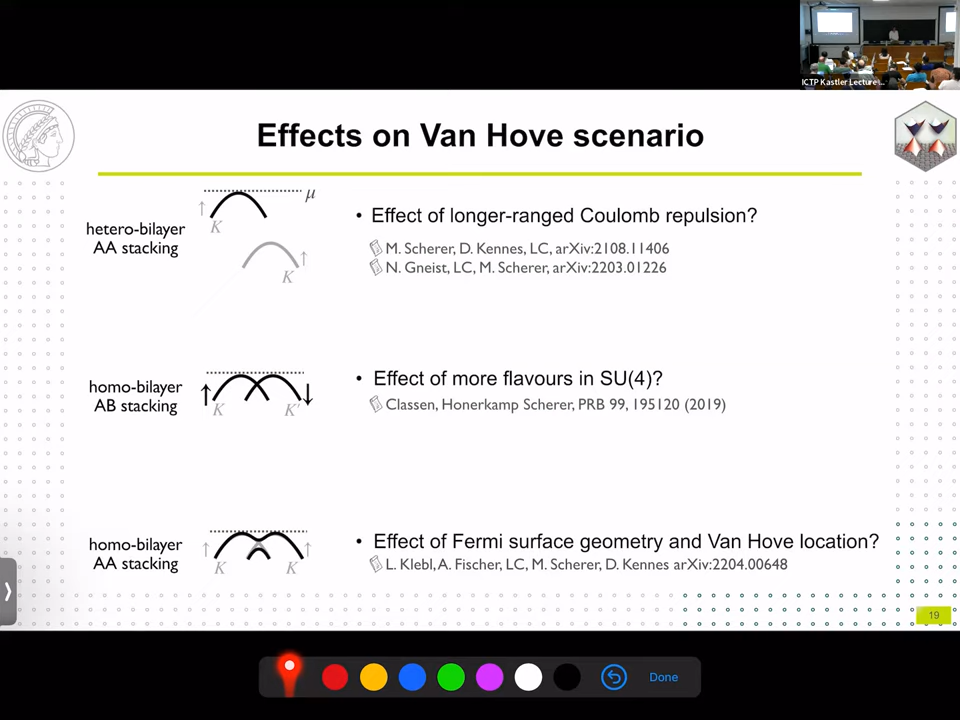 ICTP Kastler Lecture
Effects on Van Hove scenario
μ
↑
K
hetero-bilayer
AA stacking
K
↑
• Effect of longer-ranged Coulomb repulsion?
M. Scherer, D. Kennes, LC, arXiv:2108.11406
N. Gneist, LC, M. Scherer, arXiv:2203.01226
homo-bilayer
AB stacking
↑ K K' ↓
• Effect of more flavours in SU(4)?
Classen, Honerkamp Scherer, PRB 99, 195120 (2019)
homo-bilayer
AA stacking
↑ K K ↑
• Effect of Fermi surface geometry and Van Hove location?
L. Klebl, A. Fischer, LC, M. Scherer, D. Kennes arXiv:2204.00648
19
Done